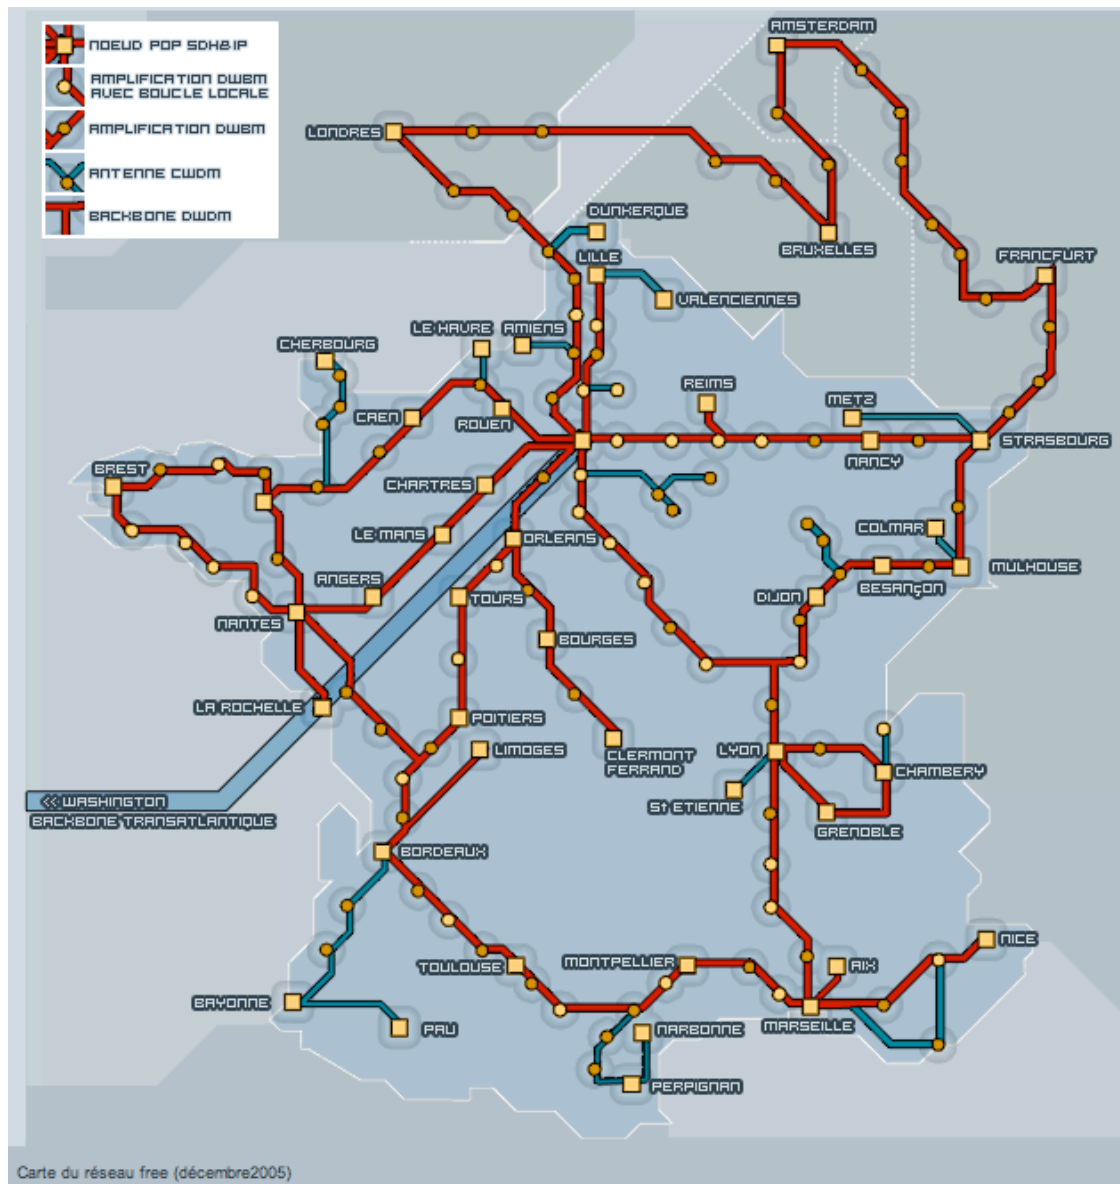 NOEUD POP SDH&IP
AMPLIFICATION DWBM
AVEC BOUCLE LOCALE
AMPLIFICATION DWBM
ANTENNE CWDM
BACKBONE DWDM
AMSTERDAM
LONDRES
DUNKERQUE
BRUXELLES
LILLE
FRANCFURT
VALENCIENNES
LE HAVRE
AMIENS
CHERBOURG
REIMS
METZ
CAEN
ROUEN
STRASBOURG
NANCY
BREST
CHARTRES
LE MANS
ORLEANS
COLMAR
MULHOUSE
ANGERS
BESANÇON
TOURS
DIJON
NANTES
BOURGES
LA ROCHELLE
POITIERS
LIMOGES
CLERMONT
FERRAND
LYON
CHAMBERY
<< WASHINGTON
BACKBONE TRANSATLANTIQUE
St ETIENNE
GRENOBLE
BORDEAUX
TOULOUSE
MONTPELLIER
AIX
NICE
BAYONNE
PAU
NARBONNE
MARSEILLE
PERPIGNAN
Carte du réseau free (décembre2005)